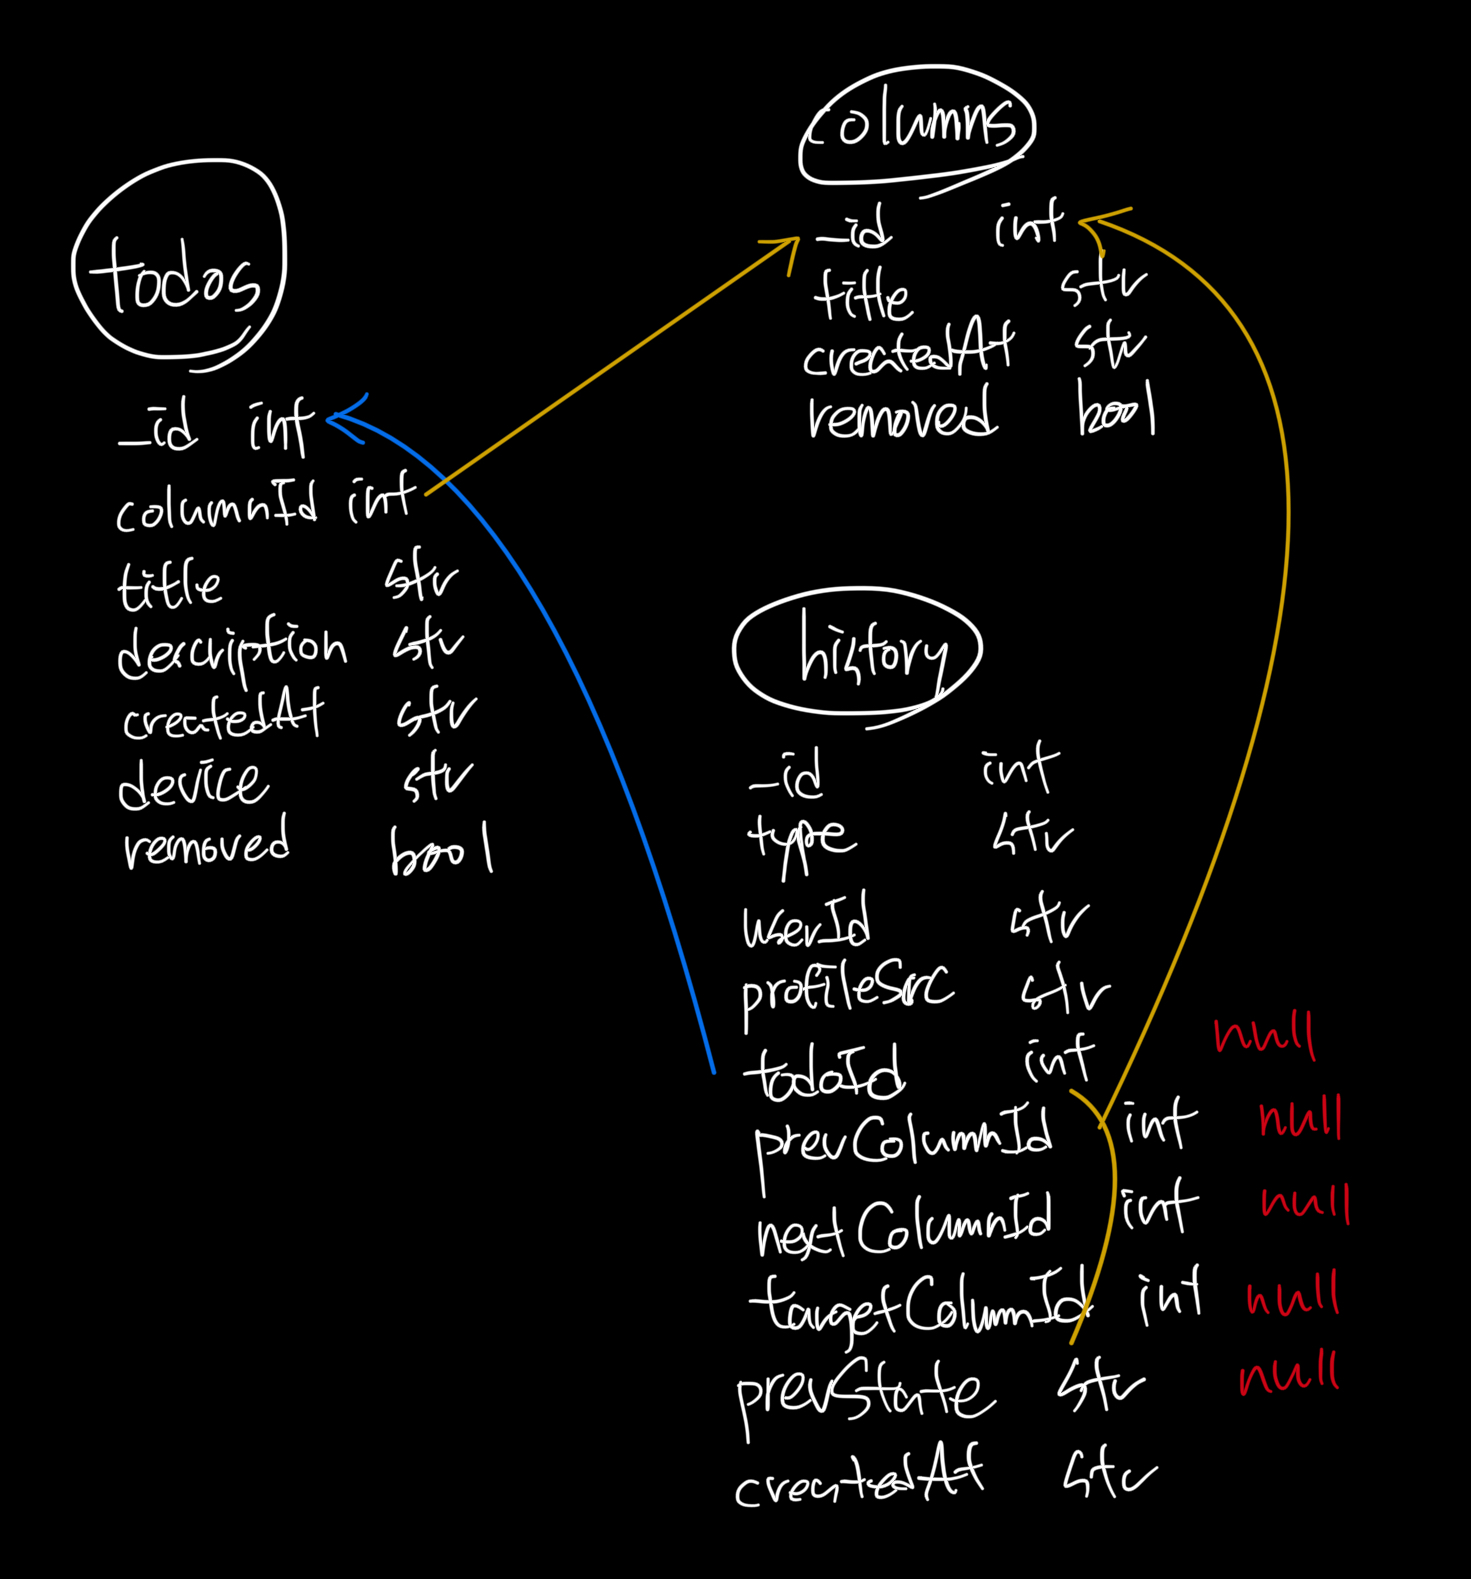 todos
_id int
columnId int
title str
description str
createdAt str
device str
removed bool
columns
_id int
title str
createdAt str
removed bool
history
_id int
type str
userId str
profileSrc str
todoId int null
prevColumnId int null
nextColumnId int null
targetColumnId int null
prevState str null
createdAt str